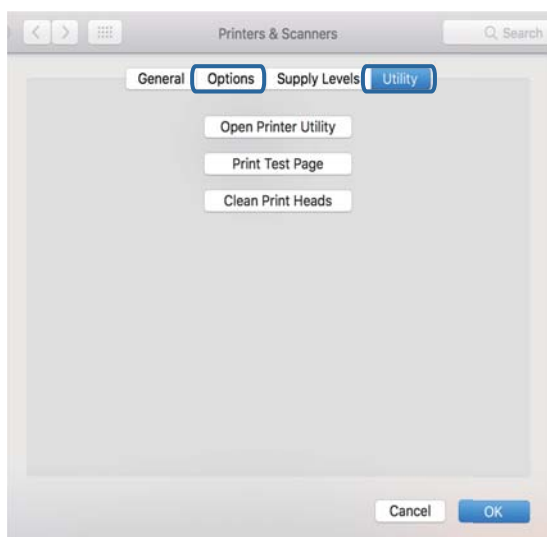 Printers & Scanners Search
General Options Supply Levels Utility
Open Printer Utility
Print Test Page
Clean Print Heads
Cancel OK